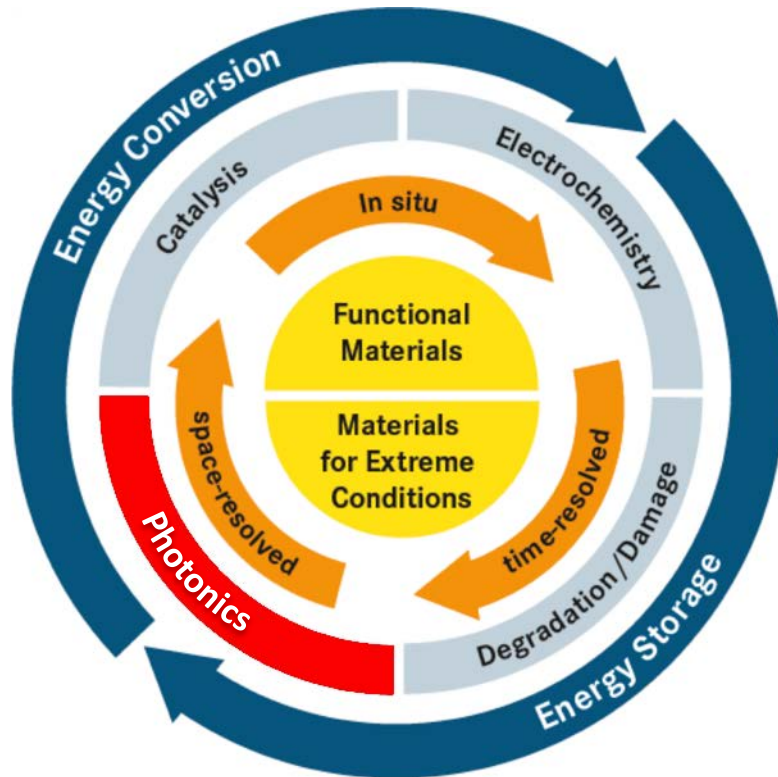 Energy Conversion
Catalysis
Electrochemistry
In situ
Functional
Materials
Materials
for Extreme
Conditions
space-resolved
time-resolved
Photonics
Degradation/Damage
Energy Storage